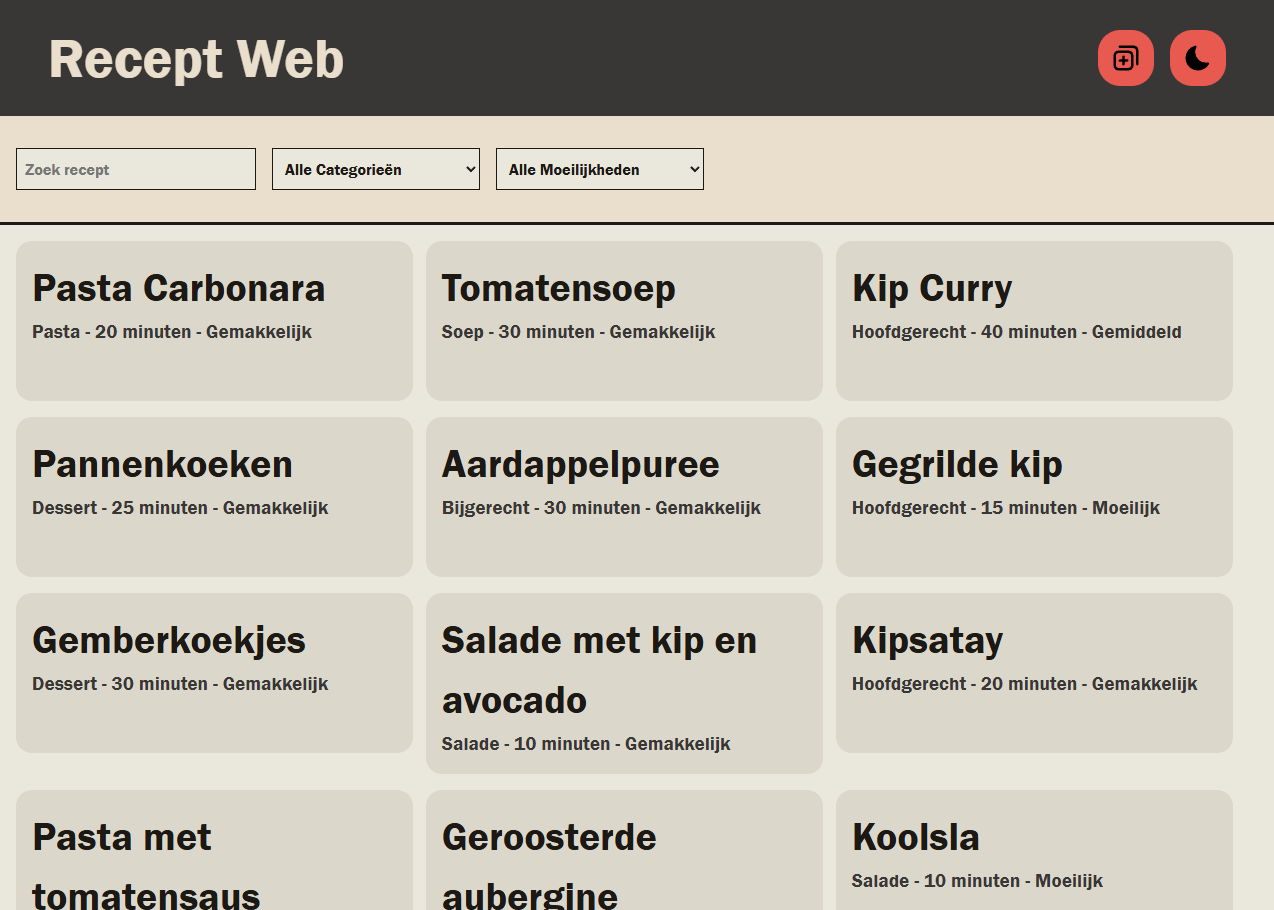 Recept Web
Zoek recept
Alle Categorieën
Alle Moeilijkheden
Pasta Carbonara
Pasta - 20 minuten - Gemakkelijk
Tomatensoep
Soep - 30 minuten - Gemakkelijk
Kip Curry
Hoofdgerecht - 40 minuten - Gemiddeld
Pannenkoeken
Dessert - 25 minuten - Gemakkelijk
Aardappelpuree
Bijgerecht - 30 minuten - Gemakkelijk
Gegrilde kip
Hoofdgerecht - 15 minuten - Moeilijk
Gemberkoekjes
Dessert - 30 minuten - Gemakkelijk
Salade met kip en
avocado
Salade - 10 minuten - Gemakkelijk
Kipsatay
Hoofdgerecht - 20 minuten - Gemakkelijk
Pasta met
tomatensaus
Geroosterde
aubergine
Koolsla
Salade - 10 minuten - Moeilijk